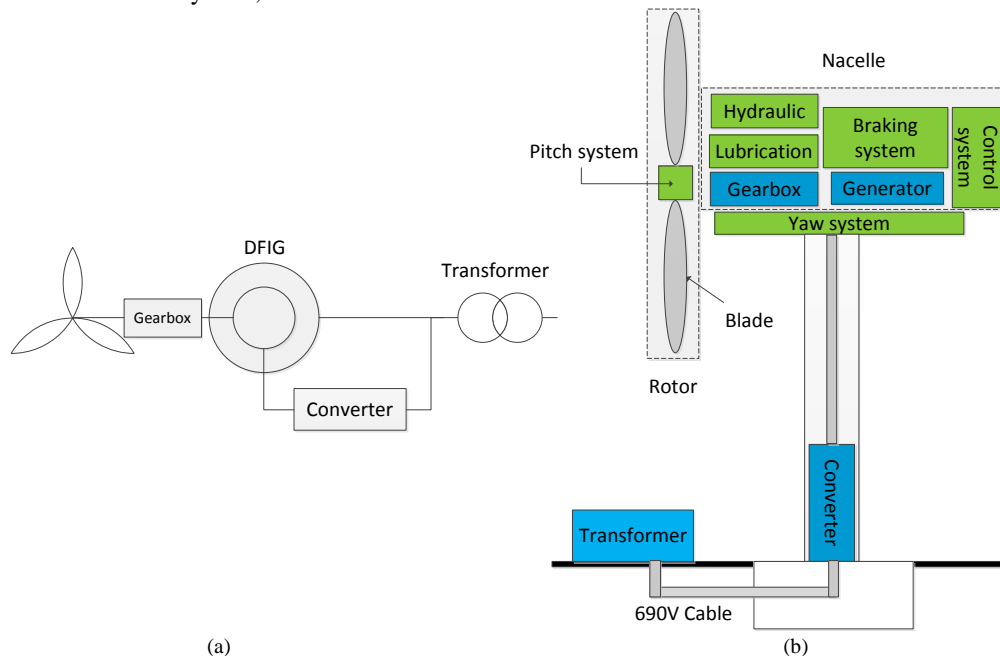 DFIG
Gearbox
Transformer
Converter
(a)
Nacelle
Hydraulic
Lubrication
Gearbox
Braking
system
Generator
Control
system
Pitch system
Yaw system
Blade
Rotor
Converter
Transformer
690V Cable
(b)